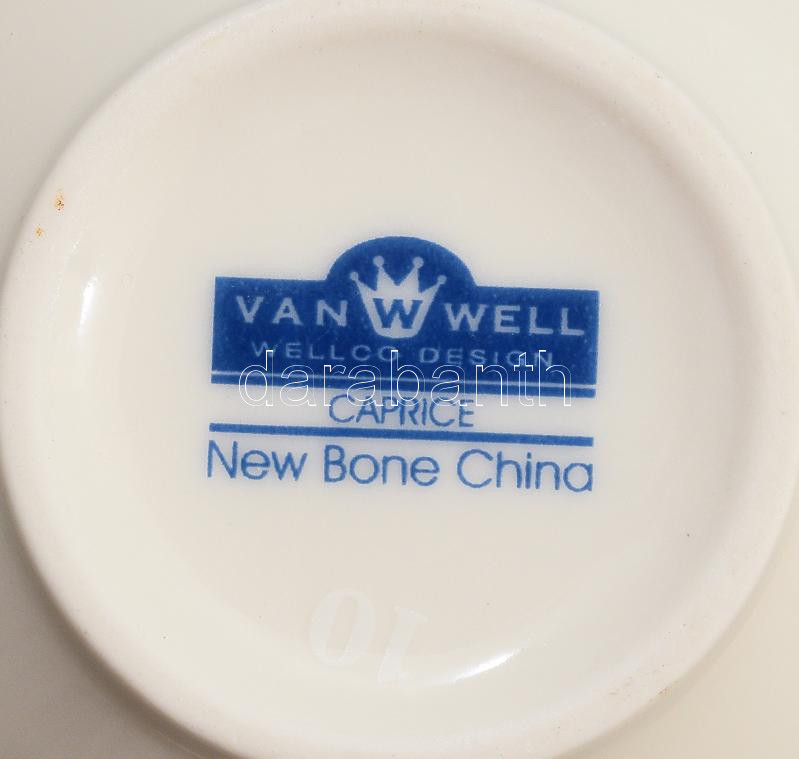 VAN W WELL
WELLCO DESIGN
darabanth
CAPRICE
New Bone China
10